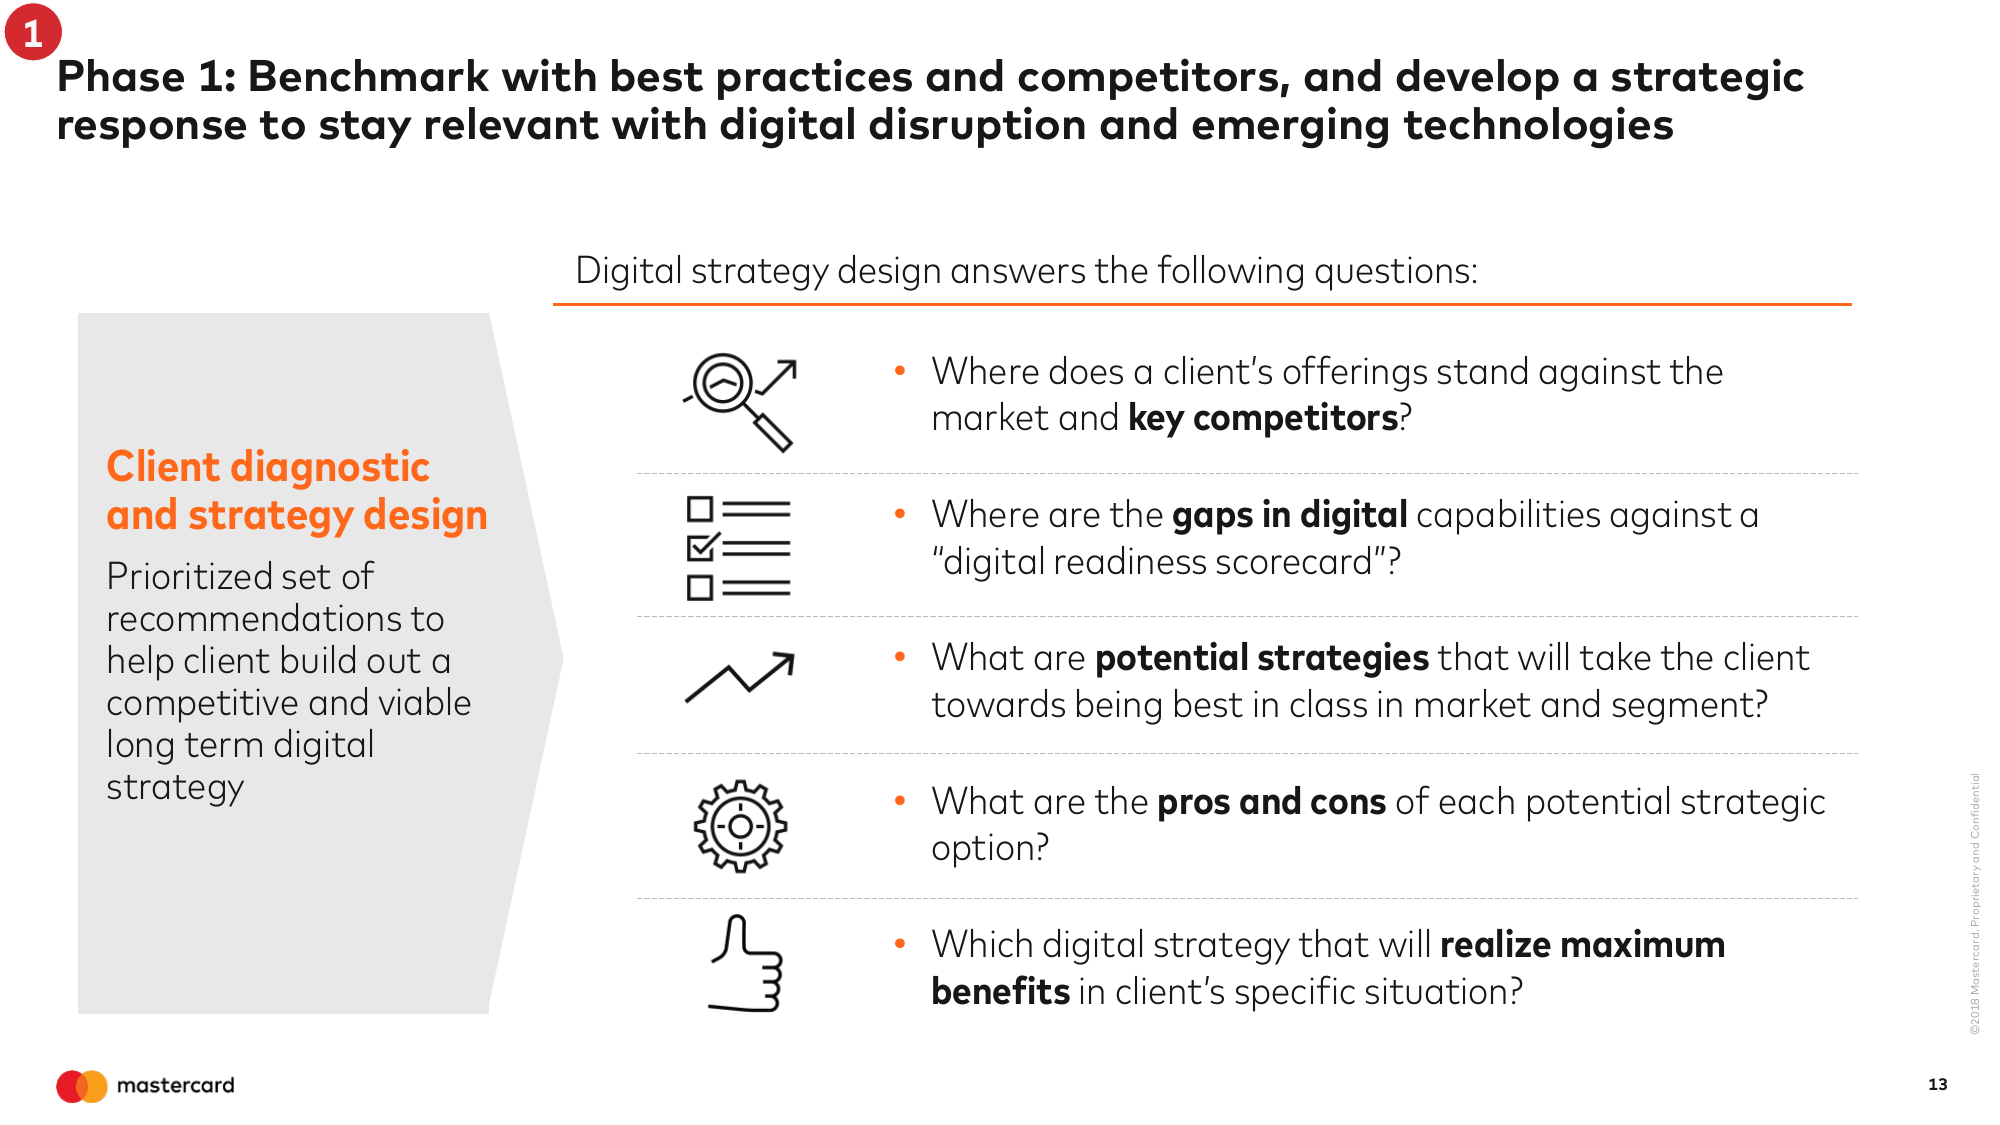 1
Phase 1: Benchmark with best practices and competitors, and develop a strategic
response to stay relevant with digital disruption and emerging technologies
Digital strategy design answers the following questions:
Client diagnostic
and strategy design
Prioritized set of
recommendations to
help client build out a
competitive and viable
long term digital
strategy
• Where does a client's offerings stand against the
market and key competitors?
• Where are the gaps in digital capabilities against a
“digital readiness scorecard”?
• What are potential strategies that will take the client
towards being best in class in market and segment?
• What are the pros and cons of each potential strategic
option?
• Which digital strategy that will realize maximum
benefits in client's specific situation?
©2018 Mastercard. Proprietary and Confidential
mastercard
13